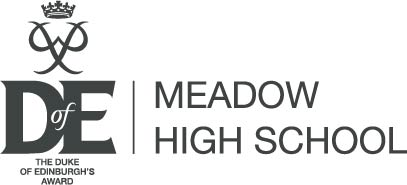 DofE
THE DUKE
OF EDINBURGH'S
AWARD
MEADOW
HIGH SCHOOL